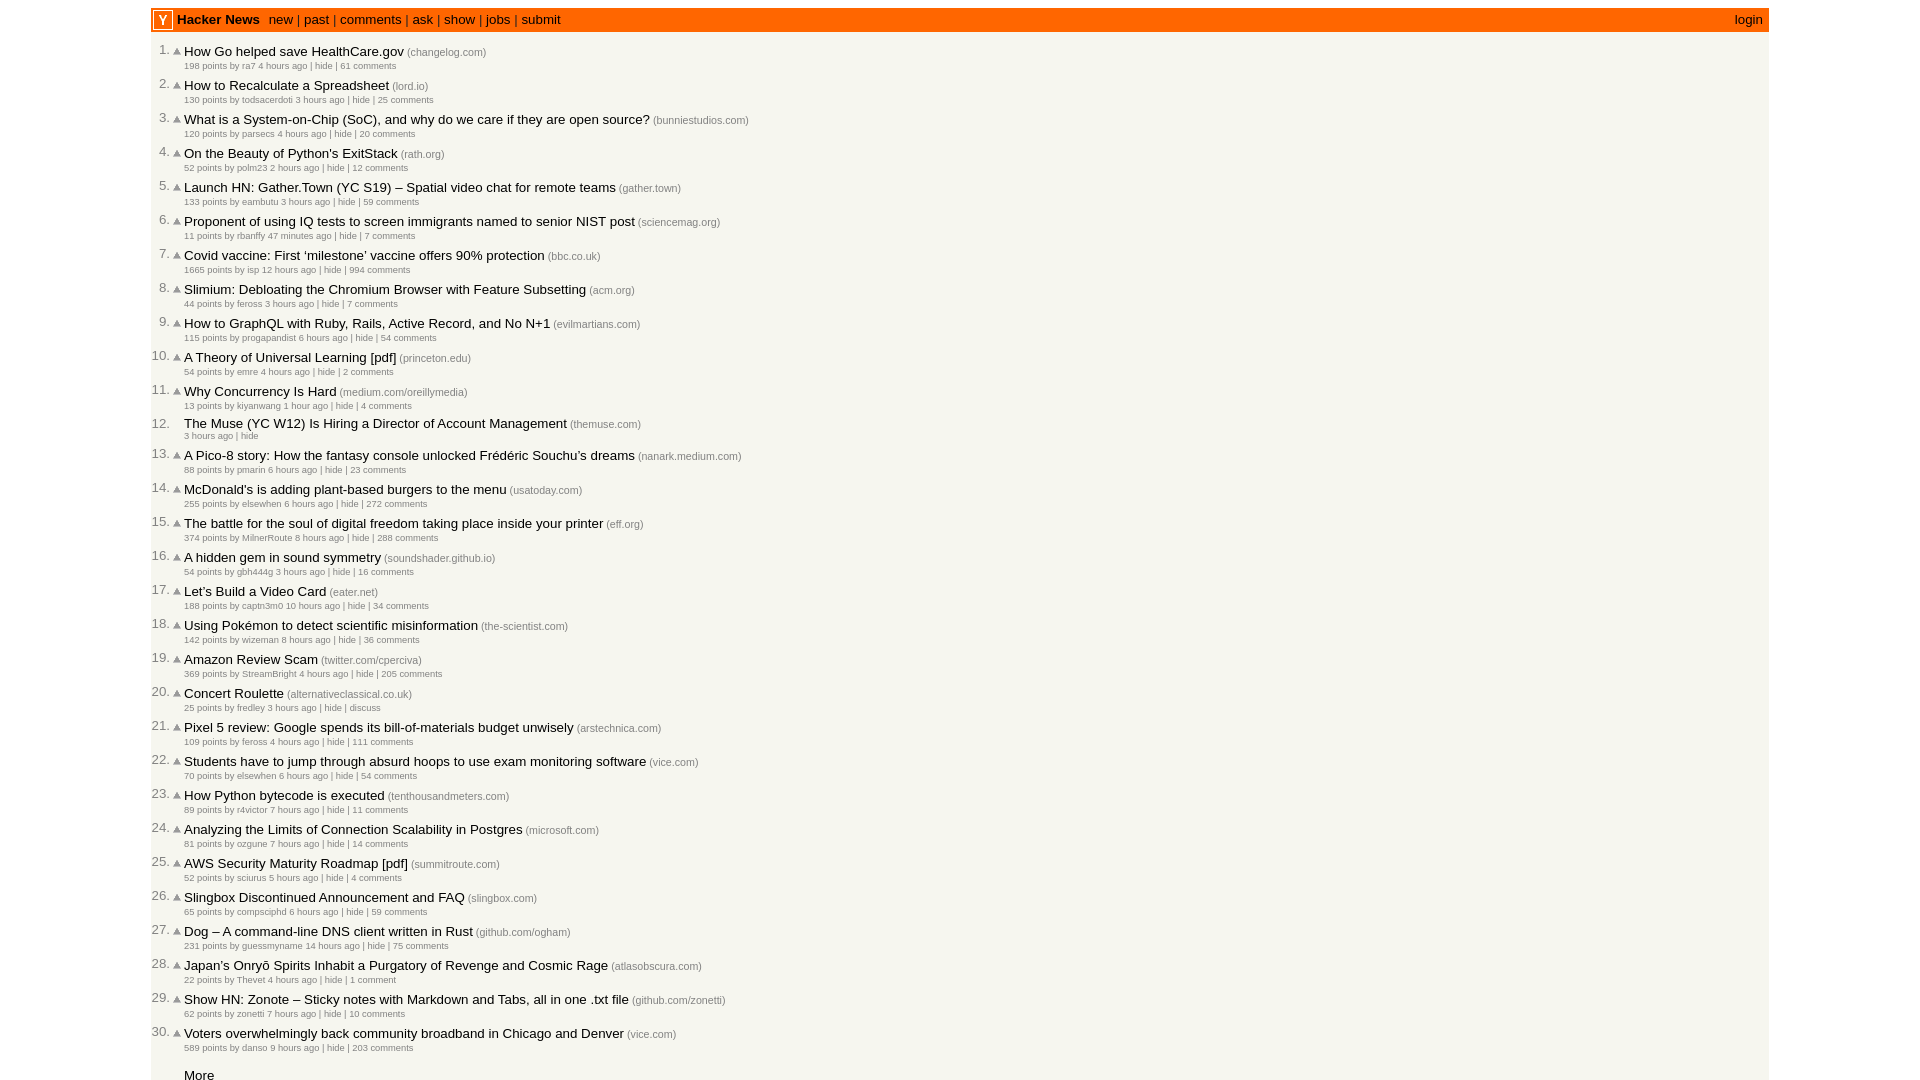 Y Hacker News new | past | comments | ask | show | jobs | submit login
1. How Go helped save HealthCare.gov (changelog.com)
198 points by ra7 4 hours ago | hide | 61 comments
2. How to Recalculate a Spreadsheet (lord.io)
130 points by todsacerdoti 3 hours ago | hide | 25 comments
3. What is a System-on-Chip (SoC), and why do we care if they are open source? (bunniestudios.com)
120 points by parsecs 4 hours ago | hide | 20 comments
4. On the Beauty of Python's ExitStack (rath.org)
52 points by polm23 2 hours ago | hide | 12 comments
5. Launch HN: Gather.Town (YC S19) – Spatial video chat for remote teams (gather.town)
133 points by eambutu 3 hours ago | hide | 59 comments
6. Proponent of using IQ tests to screen immigrants named to senior NIST post (sciencemag.org)
11 points by rbanffy 47 minutes ago | hide | 7 comments
7. Covid vaccine: First ‘milestone’ vaccine offers 90% protection (bbc.co.uk)
1665 points by isp 12 hours ago | hide | 994 comments
8. Slimium: Debloating the Chromium Browser with Feature Subsetting (acm.org)
44 points by feross 3 hours ago | hide | 7 comments
9. How to GraphQL with Ruby, Rails, Active Record, and No N+1 (evilmartians.com)
115 points by progapandist 6 hours ago | hide | 54 comments
10. A Theory of Universal Learning [pdf] (princeton.edu)
54 points by emre 4 hours ago | hide | 2 comments
11. Why Concurrency Is Hard (medium.com/oreillymedia)
13 points by kiyanwang 1 hour ago | hide | 4 comments
12. The Muse (YC W12) Is Hiring a Director of Account Management (themuse.com)
3 hours ago | hide
13. A Pico-8 story: How the fantasy console unlocked Frédéric Souchu’s dreams (nanark.medium.com)
88 points by pmarin 6 hours ago | hide | 23 comments
14. McDonald's is adding plant-based burgers to the menu (usatoday.com)
255 points by elsewhen 6 hours ago | hide | 272 comments
15. The battle for the soul of digital freedom taking place inside your printer (eff.org)
374 points by MilnerRoute 8 hours ago | hide | 288 comments
16. A hidden gem in sound symmetry (soundshader.github.io)
54 points by gbh444g 3 hours ago | hide | 16 comments
17. Let’s Build a Video Card (eater.net)
188 points by captn3m0 10 hours ago | hide | 34 comments
18. Using Pokémon to detect scientific misinformation (the-scientist.com)
142 points by wizeman 8 hours ago | hide | 36 comments
19. Amazon Review Scam (twitter.com/cperciva)
369 points by StreamBright 4 hours ago | hide | 205 comments
20. Concert Roulette (alternativeclassical.co.uk)
25 points by fredley 3 hours ago | hide | discuss
21. Pixel 5 review: Google spends its bill-of-materials budget unwisely (arstechnica.com)
109 points by feross 4 hours ago | hide | 111 comments
22. Students have to jump through absurd hoops to use exam monitoring software (vice.com)
70 points by elsewhen 6 hours ago | hide | 54 comments
23. How Python bytecode is executed (tenthousandmeters.com)
89 points by r4victor 7 hours ago | hide | 11 comments
24. Analyzing the Limits of Connection Scalability in Postgres (microsoft.com)
81 points by ozgune 7 hours ago | hide | 14 comments
25. AWS Security Maturity Roadmap [pdf] (summitroute.com)
52 points by sciurus 5 hours ago | hide | 4 comments
26. Slingbox Discontinued Announcement and FAQ (slingbox.com)
65 points by compsciphd 6 hours ago | hide | 59 comments
27. Dog – A command-line DNS client written in Rust (github.com/ogham)
231 points by guessmyname 14 hours ago | hide | 75 comments
28. Japan’s Onryō Spirits Inhabit a Purgatory of Revenge and Cosmic Rage (atlasobscura.com)
22 points by Thevet 4 hours ago | hide | 1 comment
29. Show HN: Zonote – Sticky notes with Markdown and Tabs, all in one .txt file (github.com/zonetti)
62 points by zonetti 7 hours ago | hide | 10 comments
30. Voters overwhelmingly back community broadband in Chicago and Denver (vice.com)
589 points by danso 9 hours ago | hide | 203 comments
More